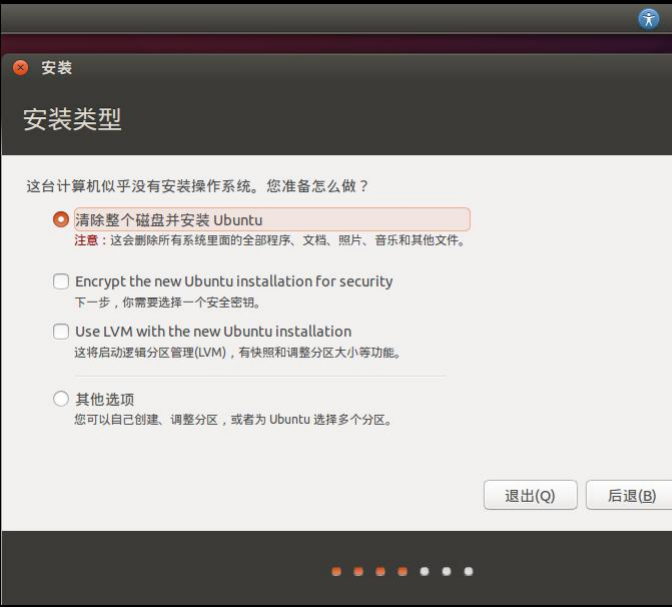 安装
安装类型
这台计算机似乎没有安装操作系统。您准备怎么做？
清除整个磁盘并安装 Ubuntu
注意：这会删除所有系统里面的全部程序、文档、照片、音乐和其他文件。
Encrypt the new Ubuntu installation for security
下一步，你需要选择一个安全密钥。
Use LVM with the new Ubuntu installation
这将启动逻辑分区管理(LVM)，有快照和调整分区大小等功能。
其他选项
您可以自己创建、调整分区，或者为 Ubuntu 选择多个分区。
退出(Q) 后退(B)